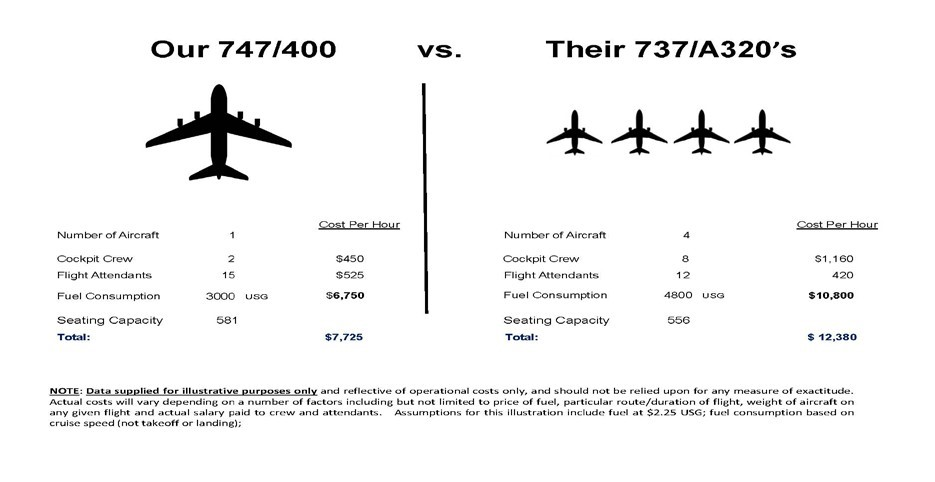 Our 747/400 vs. Their 737/A320's
Cost Per Hour
Number of Aircraft 1
Cockpit Crew 2 $450
Flight Attendants 15 $525
Fuel Consumption 3000 USG $6,750
Seating Capacity 581
Total: $7,725
Cost Per Hour
Number of Aircraft 4
Cockpit Crew 8 $1,160
Flight Attendants 12 420
Fuel Consumption 4800 USG $10,800
Seating Capacity 556
Total: $ 12,380
NOTE: Data supplied for illustrative purposes only and reflective of operational costs only, and should not be relied upon for any measure of exactitude.
Actual costs will vary depending on a number of factors including but not limited to price of fuel, particular route/duration of flight, weight of aircraft on
any given flight and actual salary paid to crew and attendants. Assumptions for this illustration include fuel at $2.25 USG; fuel consumption based on
cruise speed (not takeoff or landing);